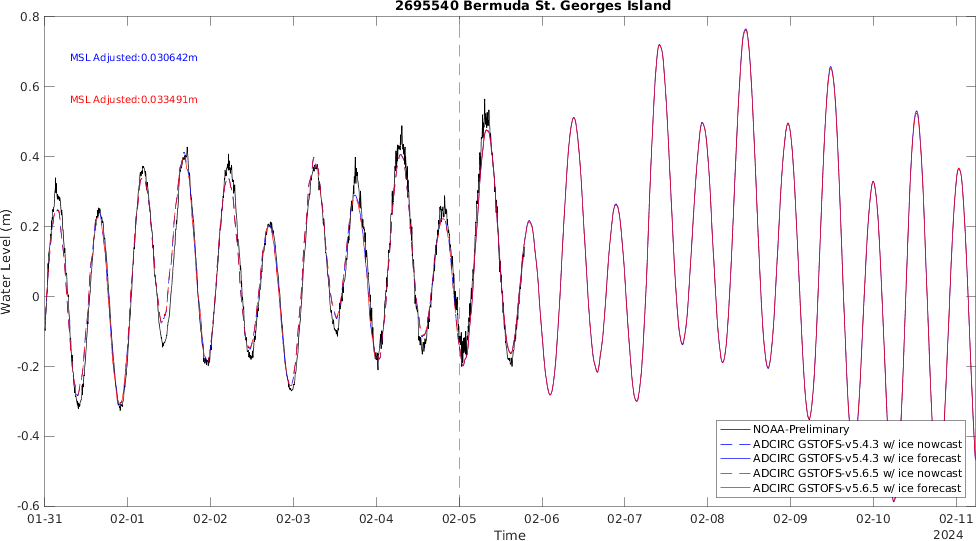 2695540 Bermuda St. Georges Island
MSL Adjusted:0.030642m
MSL Adjusted:0.033491m
Water Level (m)
0.8
0.6
0.4
0.2
0
-0.2
-0.4
-0.6
NOAA-Preliminary
ADCIRC GSTOFS-v5.4.3 w/ ice nowcast
ADCIRC GSTOFS-v5.4.3 w/ ice forecast
ADCIRC GSTOFS-v5.6.5 w/ ice nowcast
ADCIRC GSTOFS-v5.6.5 w/ ice forecast
01-31 02-01 02-02 02-03 02-04 02-05 02-06 02-07 02-08 02-09 02-10 02-11
Time
2024